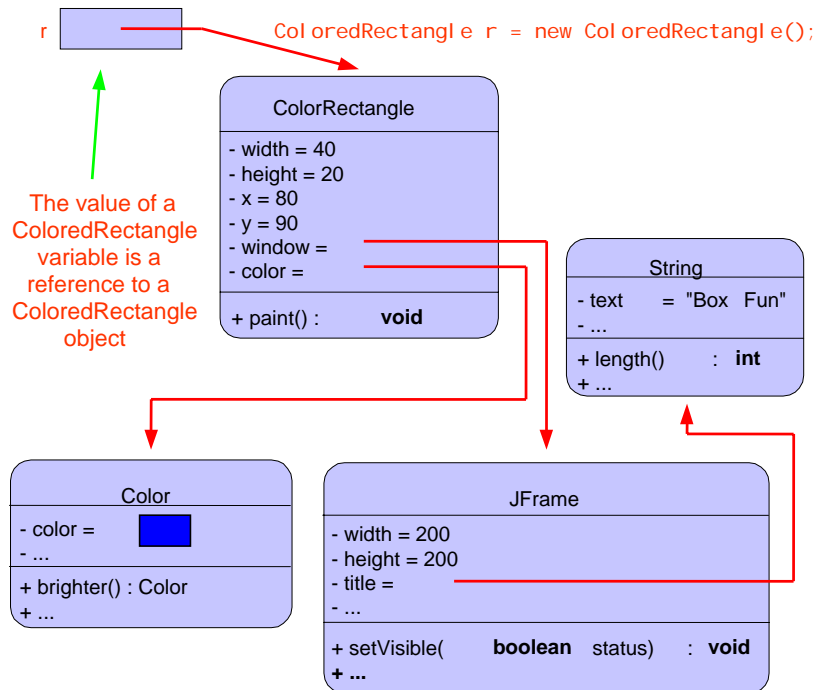 r
ColoredRectangle r = new ColoredRectangle();
ColorRectangle
- width = 40
- height = 20
- x = 80
- y = 90
- window =
- color =
+ paint() : void
The value of a
ColoredRectangle
variable is a
reference to a
ColoredRectangle
object
String
- text = "Box Fun"
- ...
+ length() : int
+ ...
Color
- color =
- ...
+ brighter() : Color
+ ...
JFrame
- width = 200
- height = 200
- title =
- ...
+ setVisible( boolean status) : void
+ ...